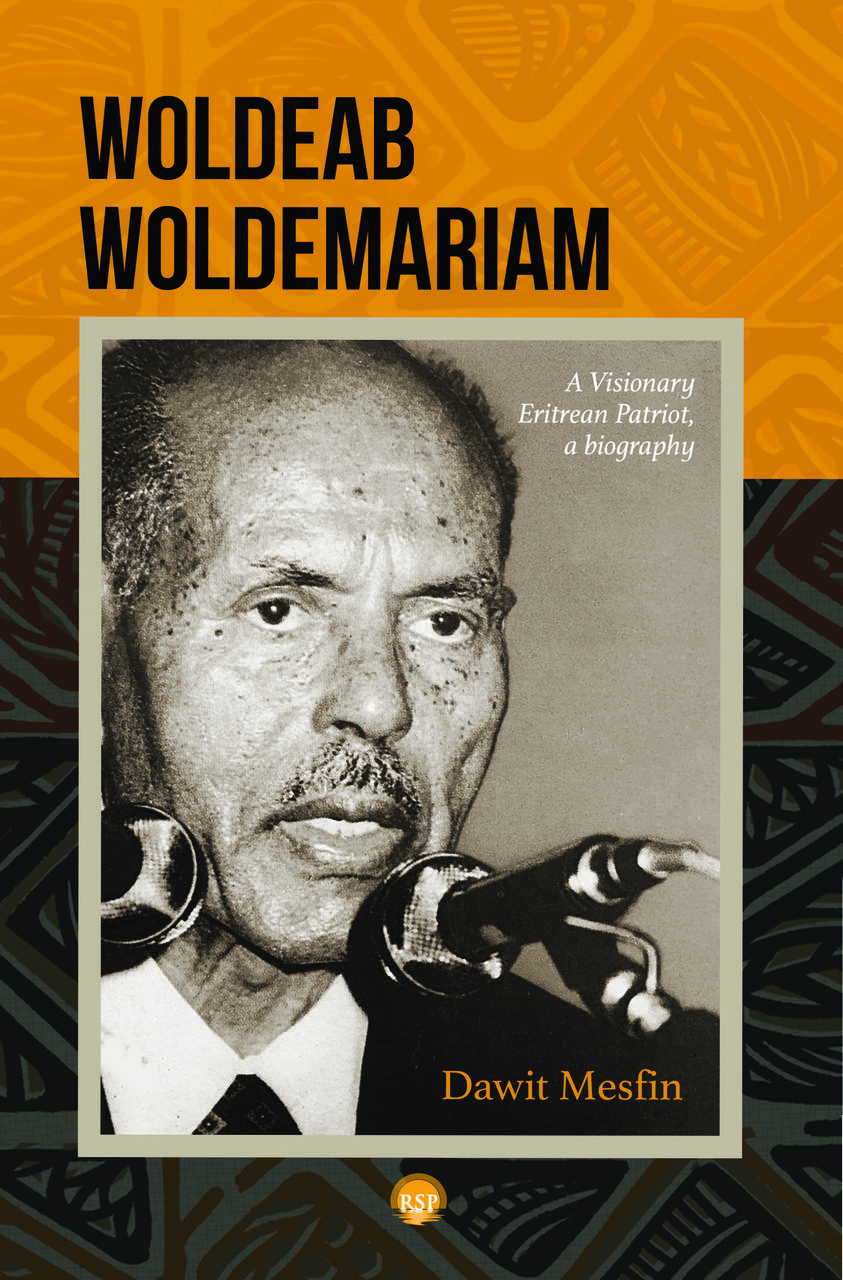 WOLDEAB
WOLDEMARIAM
A Visionary
Eritrean Patriot,
a biography
Dawit Mesfin
RSP